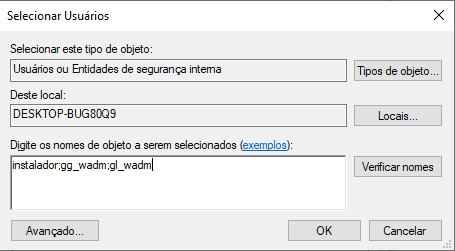 Selecionar Usuários
Selecionar este tipo de objeto:
Usuários ou Entidades de segurança interna
Tipos de objeto...
Deste local:
DESKTOP-BUG80Q9
Locais...
Digite os nomes de objeto a serem selecionados (exemplos):
instalador;gg_wadm;gl_wadm
Verificar nomes
Avançado...
OK
Cancelar